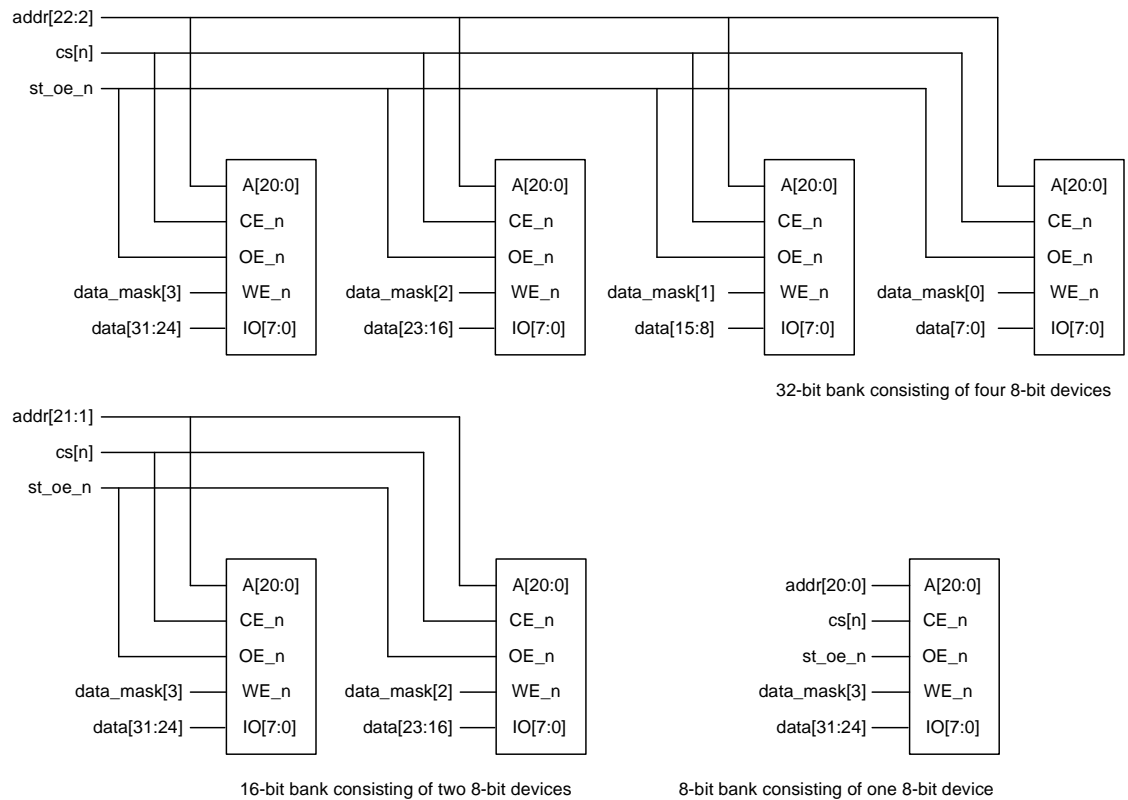 addr[22:2]
cs[n]
st_oe_n
A[20:0] A[20:0] A[20:0] A[20:0]
CE_n CE_n CE_n CE_n
OE_n OE_n OE_n OE_n
data_mask[3] WE_n data_mask[2] WE_n data_mask[1] WE_n data_mask[0] WE_n
data[31:24] IO[7:0] data[23:16] IO[7:0] data[15:8] IO[7:0] data[7:0] IO[7:0]
32-bit bank consisting of four 8-bit devices
addr[21:1]
cs[n]
st_oe_n
A[20:0] A[20:0] addr[20:0] A[20:0]
CE_n CE_n cs[n] CE_n
OE_n OE_n st_oe_n OE_n
data_mask[3] WE_n data_mask[2] WE_n data_mask[3] WE_n
data[31:24] IO[7:0] data[23:16] IO[7:0] data[31:24] IO[7:0]
16-bit bank consisting of two 8-bit devices 8-bit bank consisting of one 8-bit device